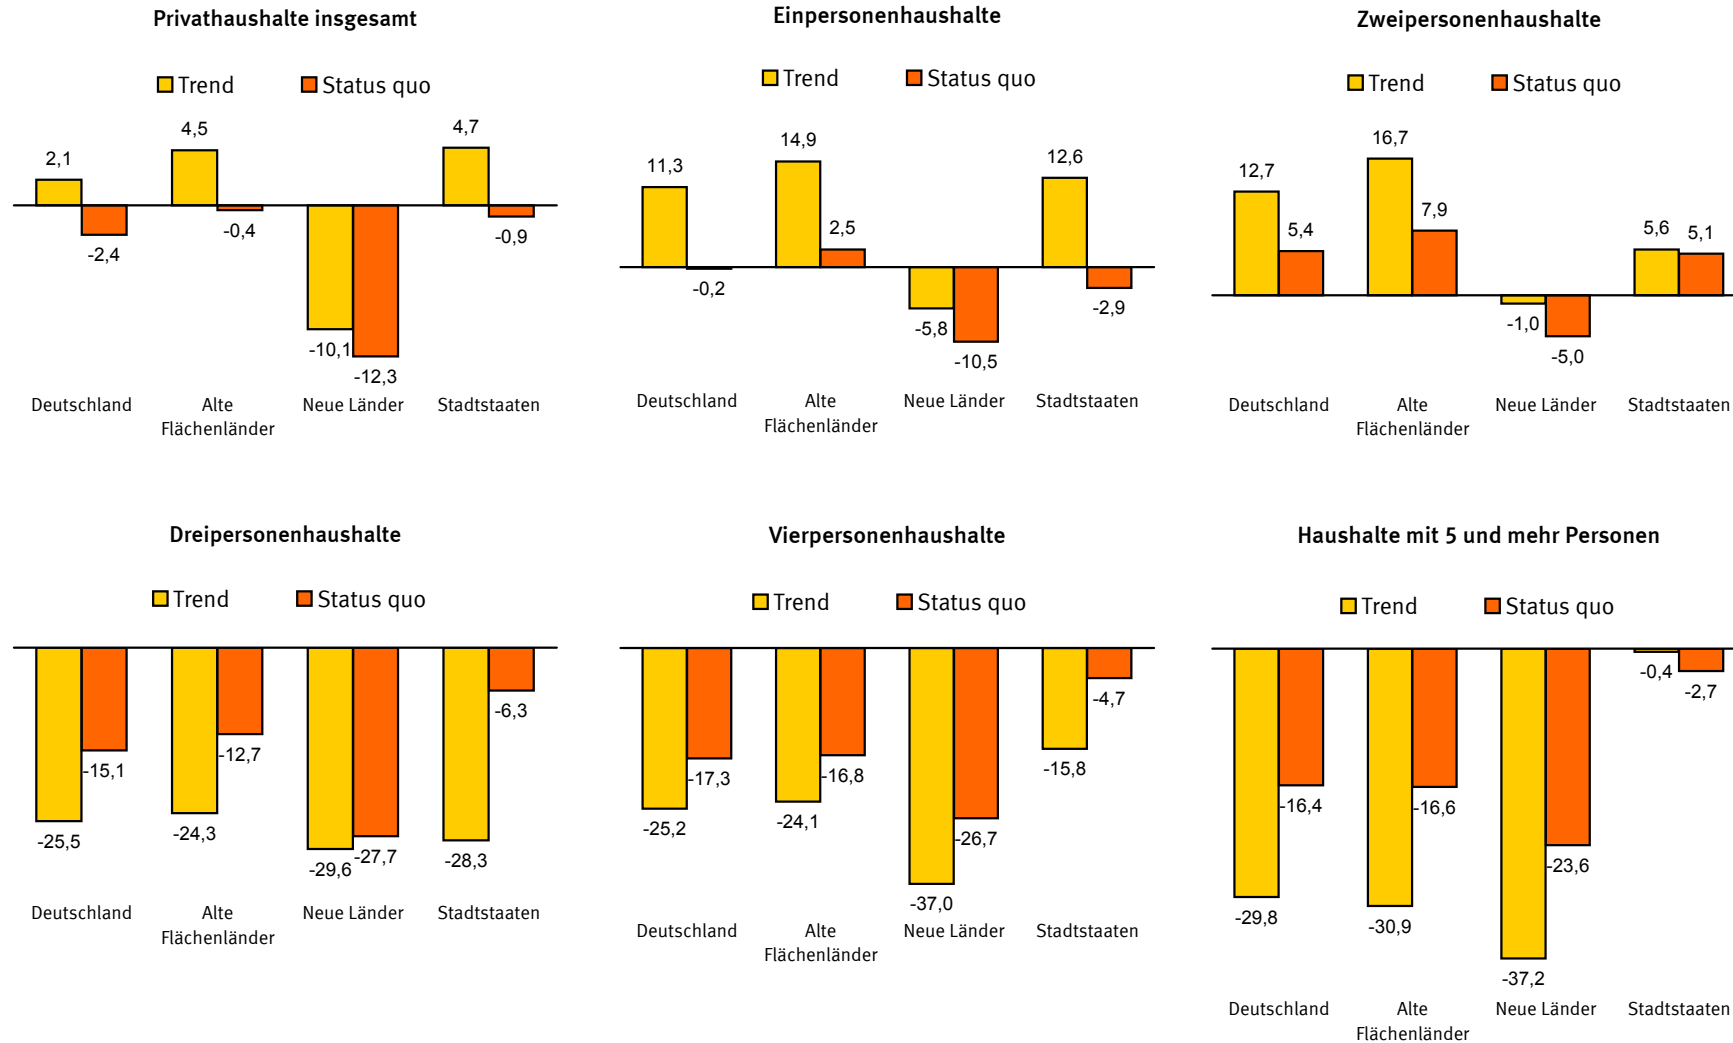 Privathaushalte insgesamt
Trend Status quo
2,1 -2,4 4,5 -0,4 -10,1 -12,3 4,7 -0,9
Deutschland Alte Neue Länder Stadtstaaten
Flächenländer
Einpersonenhaushalte
Trend Status quo
11,3 -0,2 14,9 2,5 -5,8 -10,5 12,6 -2,9
Deutschland Alte Neue Länder Stadtstaaten
Flächenländer
Zweipersonenhaushalte
Trend Status quo
12,7 5,4 16,7 7,9 -1,0 -5,0 5,6 5,1
Deutschland Alte Neue Länder Stadtstaaten
Flächenländer
Dreipersonenhaushalte
Trend Status quo
-25,5 -15,1 -24,3 -12,7 -29,6 -27,7 -28,3 -6,3
Deutschland Alte Neue Länder Stadtstaaten
Flächenländer
Vierpersonenhaushalte
Trend Status quo
-25,2 -17,3 -24,1 -16,8 -37,0 -26,7 -15,8 -4,7
Deutschland Alte Neue Länder Stadtstaaten
Flächenländer
Haushalte mit 5 und mehr Personen
Trend Status quo
-29,8 -16,4 -30,9 -16,6 -37,2 -23,6 -0,4 -2,7
Deutschland Alte Neue Länder Stadtstaaten
Flächenländer